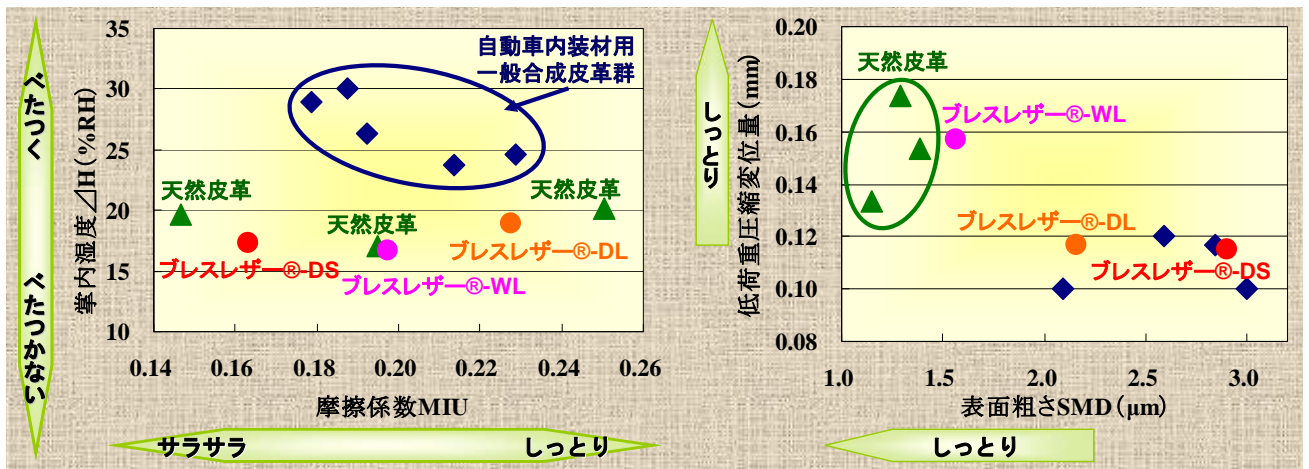 べたつく
べたつかない
掌内湿度⊿H(%RH)
35
30
25
20
15
10
自動車内装材用
一般合成皮革群
天然皮革
天然皮革
天然皮革
ブレスレザー®-DL
ブレスレザー®-DS
ブレスレザー®-WL
0.14 0.16 0.18 0.20 0.22 0.24 0.26
摩擦係数MIU
サラサラ しっとり
しっとり
低荷重圧縮変位量(mm)
0.20
0.18
0.16
0.14
0.12
0.10
0.08
天然皮革
ブレスレザー®-WL
ブレスレザー®-DL
ブレスレザー®-DS
1.0 1.5 2.0 2.5 3.0
表面粗さSMD(μm)
しっとり